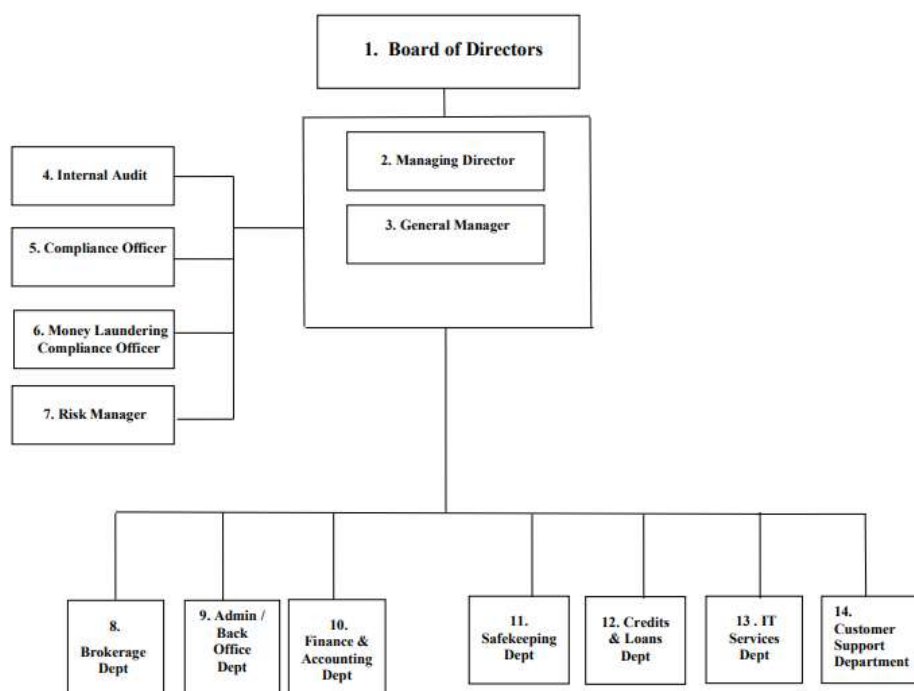 1. Board of Directors
2. Managing Director
3. General Manager
4. Internal Audit
5. Compliance Officer
6. Money Laundering
Compliance Officer
7. Risk Manager
8.
Brokerage
Dept
9. Admin /
Back
Office
Dept
10.
Finance &
Accounting
Dept
11.
Safekeeping
Dept
12. Credits
& Loans
Dept
13 . IT
Services
Dept
14.
Customer
Support
Department